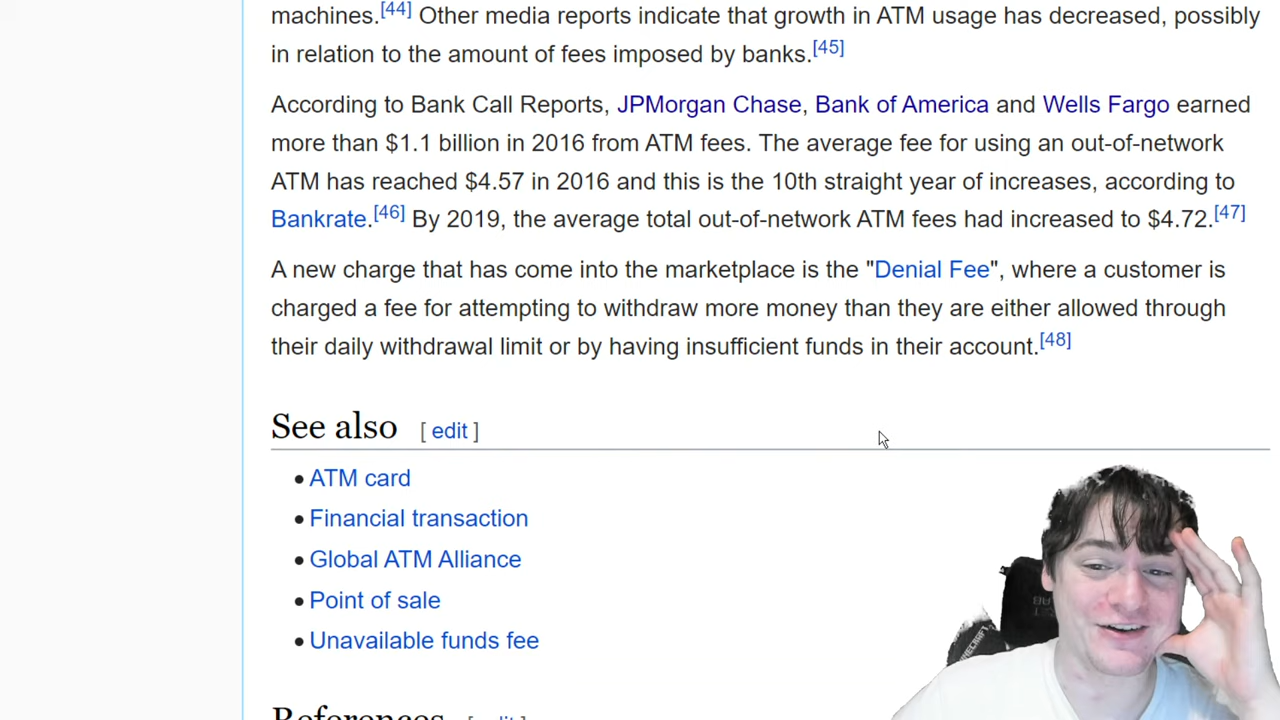 machines.[44] Other media reports indicate that growth in ATM usage has decreased, possibly
in relation to the amount of fees imposed by banks.[45]
According to Bank Call Reports, JPMorgan Chase, Bank of America and Wells Fargo earned
more than $1.1 billion in 2016 from ATM fees. The average fee for using an out-of-network
ATM has reached $4.57 in 2016 and this is the 10th straight year of increases, according to
Bankrate.[46] By 2019, the average total out-of-network ATM fees had increased to $4.72.[47]
A new charge that has come into the marketplace is the "Denial Fee", where a customer is
charged a fee for attempting to withdraw more money than they are either allowed through
their daily withdrawal limit or by having insufficient funds in their account.[48]
See also [ edit ]
• ATM card
• Financial transaction
• Global ATM Alliance
• Point of sale
• Unavailable funds fee
References [ edit ]